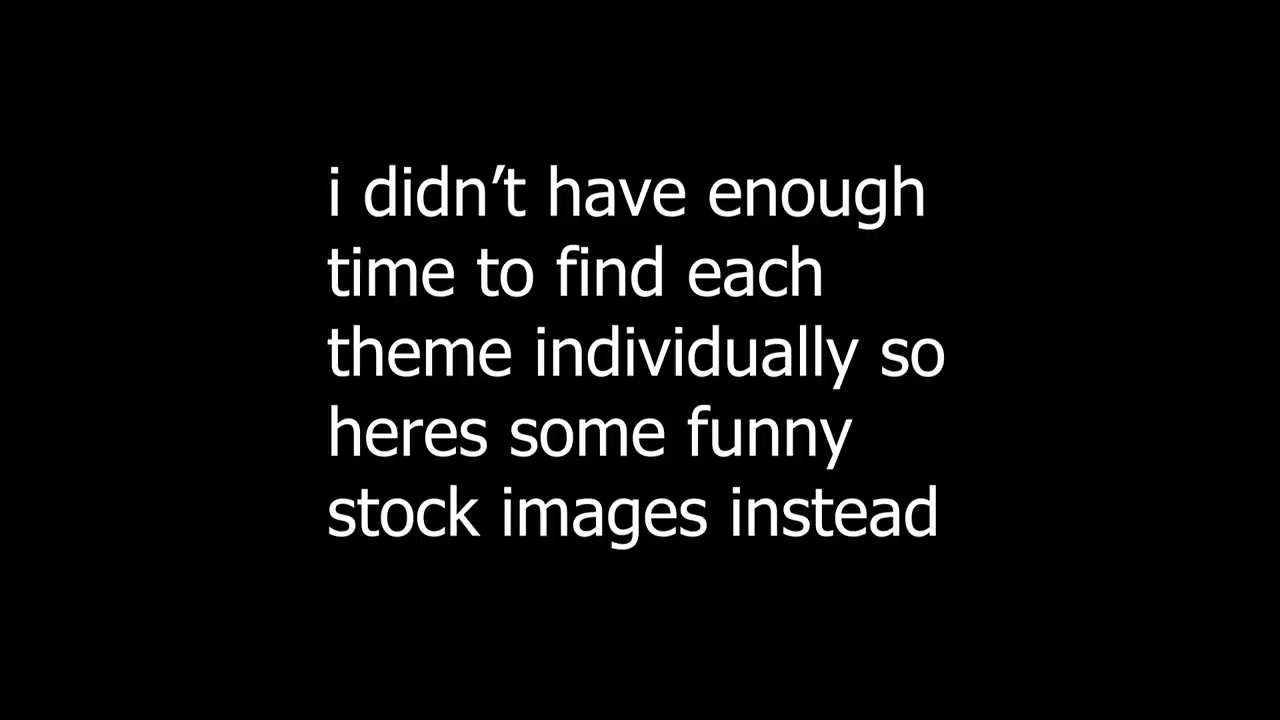 i didn’t have enough
time to find each
theme individually so
heres some funny
stock images instead